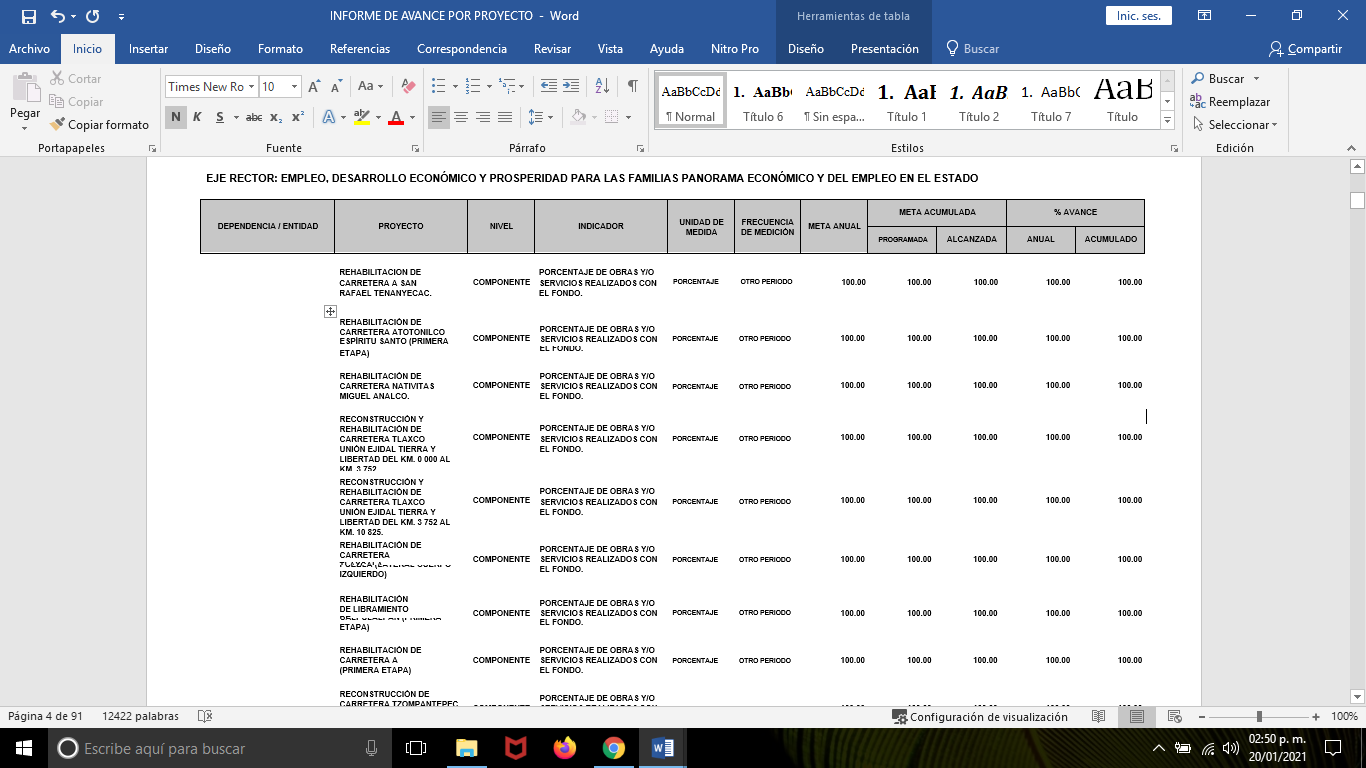 INFORME DE AVANCE POR PROYECTO - Word
Herramientas de tabla
Inic. ses.
Archivo Inicio Insertar Diseño Formato Referencias Correspondencia Revisar Vista Ayuda Nitro Pro Diseño Presentación Buscar Compartir
Pegar
Cortar
Copiar
Copiar formato
Portapapeles
Times New Ro 10
N K S abc x₂ x²
Fuente
Párrafo
AaBbCcDd 1. AaBb( AaBbCcDd 1. AaB 1. AaB 1. AaBb( AaB
¶ Normal Título 6 ¶ Sin espa... Título 1 Título 2 Título 7 Título
Estilos
Buscar
Reemplazar
Seleccionar
Edición
EJE RECTOR: EMPLEO, DESARROLLO ECONÓMICO Y PROSPERIDAD PARA LAS FAMILIAS PANORAMA ECONÓMICO Y DEL EMPLEO EN EL ESTADO
DEPENDENCIA / ENTIDAD
PROYECTO
NIVEL
INDICADOR
UNIDAD DE
MEDIDA
FRECUENCIA
DE MEDICIÓN
META ANUAL
META ACUMULADA
PROGRAMADA ALCANZADA
% AVANCE
ANUAL ACUMULADO
REHABILITACION DE
CARRETERA A SAN
RAFAEL TENANYECAC.
COMPONENTE
PORCENTAJE DE OBRAS Y/O
SERVICIOS REALIZADOS CON
EL FONDO.
PORCENTAJE OTRO PERIODO 100.00 100.00 100.00 100.00 100.00
REHABILITACIÓN DE
CARRETERA ATOTONILCO
ESPÍRITU SANTO (PRIMERA
ETAPA)
COMPONENTE
PORCENTAJE DE OBRAS Y/O
SERVICIOS REALIZADOS CON
EL FONDO.
PORCENTAJE OTRO PERIODO 100.00 100.00 100.00 100.00 100.00
REHABILITACIÓN DE
CARRETERA NATIVITAS
MIGUEL ANALCO.
COMPONENTE
PORCENTAJE DE OBRAS Y/O
SERVICIOS REALIZADOS CON
EL FONDO.
PORCENTAJE OTRO PERIODO 100.00 100.00 100.00 100.00 100.00
RECONSTRUCCIÓN Y
REHABILITACIÓN DE
CARRETERA TLAXCO
UNIÓN EJIDAL TIERRA Y
LIBERTAD DEL KM. 0 000 AL
KM. 3 752
COMPONENTE
PORCENTAJE DE OBRAS Y/O
SERVICIOS REALIZADOS CON
EL FONDO.
PORCENTAJE OTRO PERIODO 100.00 100.00 100.00 100.00 100.00
RECONSTRUCCIÓN Y
REHABILITACIÓN DE
CARRETERA TLAXCO
UNIÓN EJIDAL TIERRA Y
LIBERTAD DEL KM. 3 752 AL
KM. 10 825.
COMPONENTE
PORCENTAJE DE OBRAS Y/O
SERVICIOS REALIZADOS CON
EL FONDO.
PORCENTAJE OTRO PERIODO 100.00 100.00 100.00 100.00 100.00
REHABILITACIÓN DE
CARRETERA
IZQUIERDO)
COMPONENTE
PORCENTAJE DE OBRAS Y/O
SERVICIOS REALIZADOS CON
EL FONDO.
PORCENTAJE OTRO PERIODO 100.00 100.00 100.00 100.00 100.00
REHABILITACIÓN
DE LIBRAMIENTO
ETAPA)
COMPONENTE
PORCENTAJE DE OBRAS Y/O
SERVICIOS REALIZADOS CON
EL FONDO.
PORCENTAJE OTRO PERIODO 100.00 100.00 100.00 100.00 100.00
REHABILITACIÓN DE
CARRETERA A
(PRIMERA ETAPA)
COMPONENTE
PORCENTAJE DE OBRAS Y/O
SERVICIOS REALIZADOS CON
EL FONDO.
PORCENTAJE OTRO PERIODO 100.00 100.00 100.00 100.00 100.00
RECONSTRUCCIÓN DE
CARRETERA TZOMPANTEPEC
PORCENTAJE DE OBRAS Y/O
Página 4 de 91 12422 palabras Configuración de visualización 100%
Escribe aquí para buscar
02:50 p. m.
20/01/2021